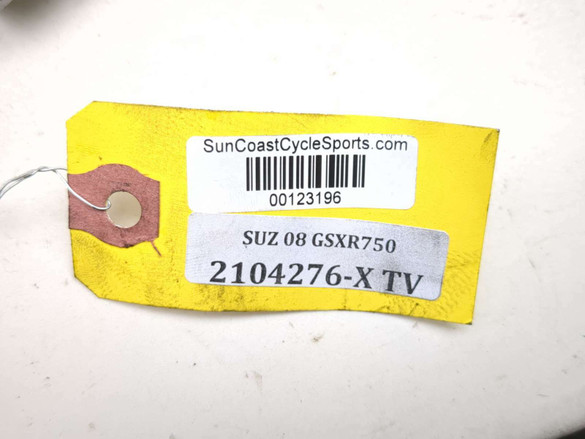 SunCoastCycleSports.com
00123196
SUZ 08 GSXR750
2104276-X TV